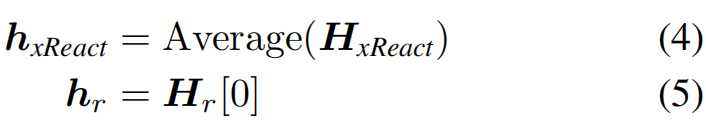 h_xReact = Average(H_xReact) (4)
h_r = H_r[0] (5)